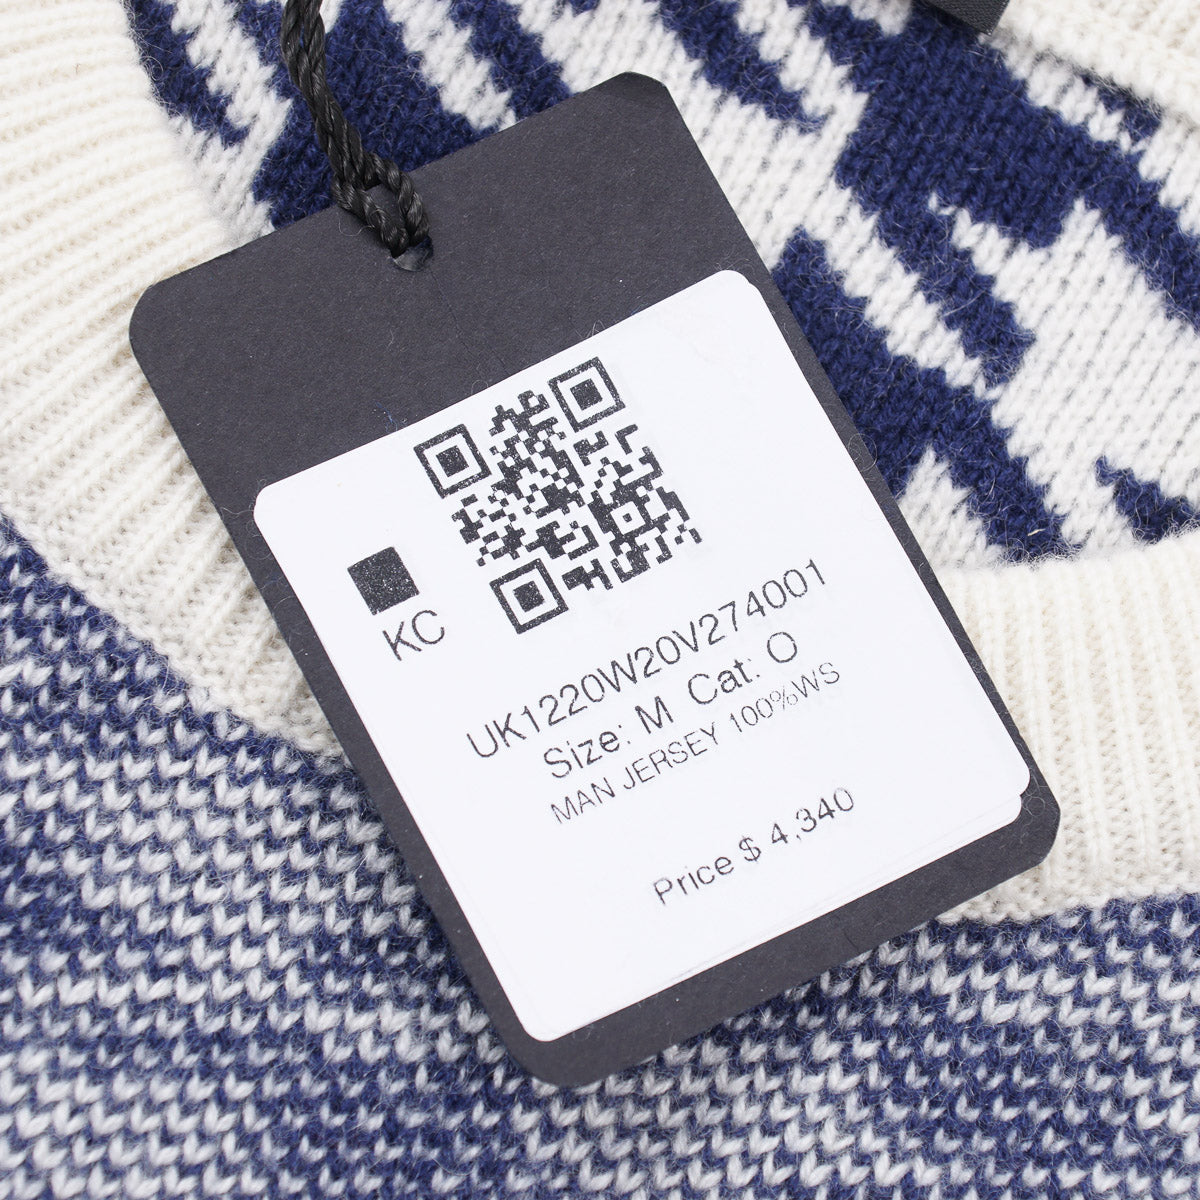 KC
UK1220W20V274001
Size: M Cat: O
MAN JERSEY 100%WS
Price $ 4,340